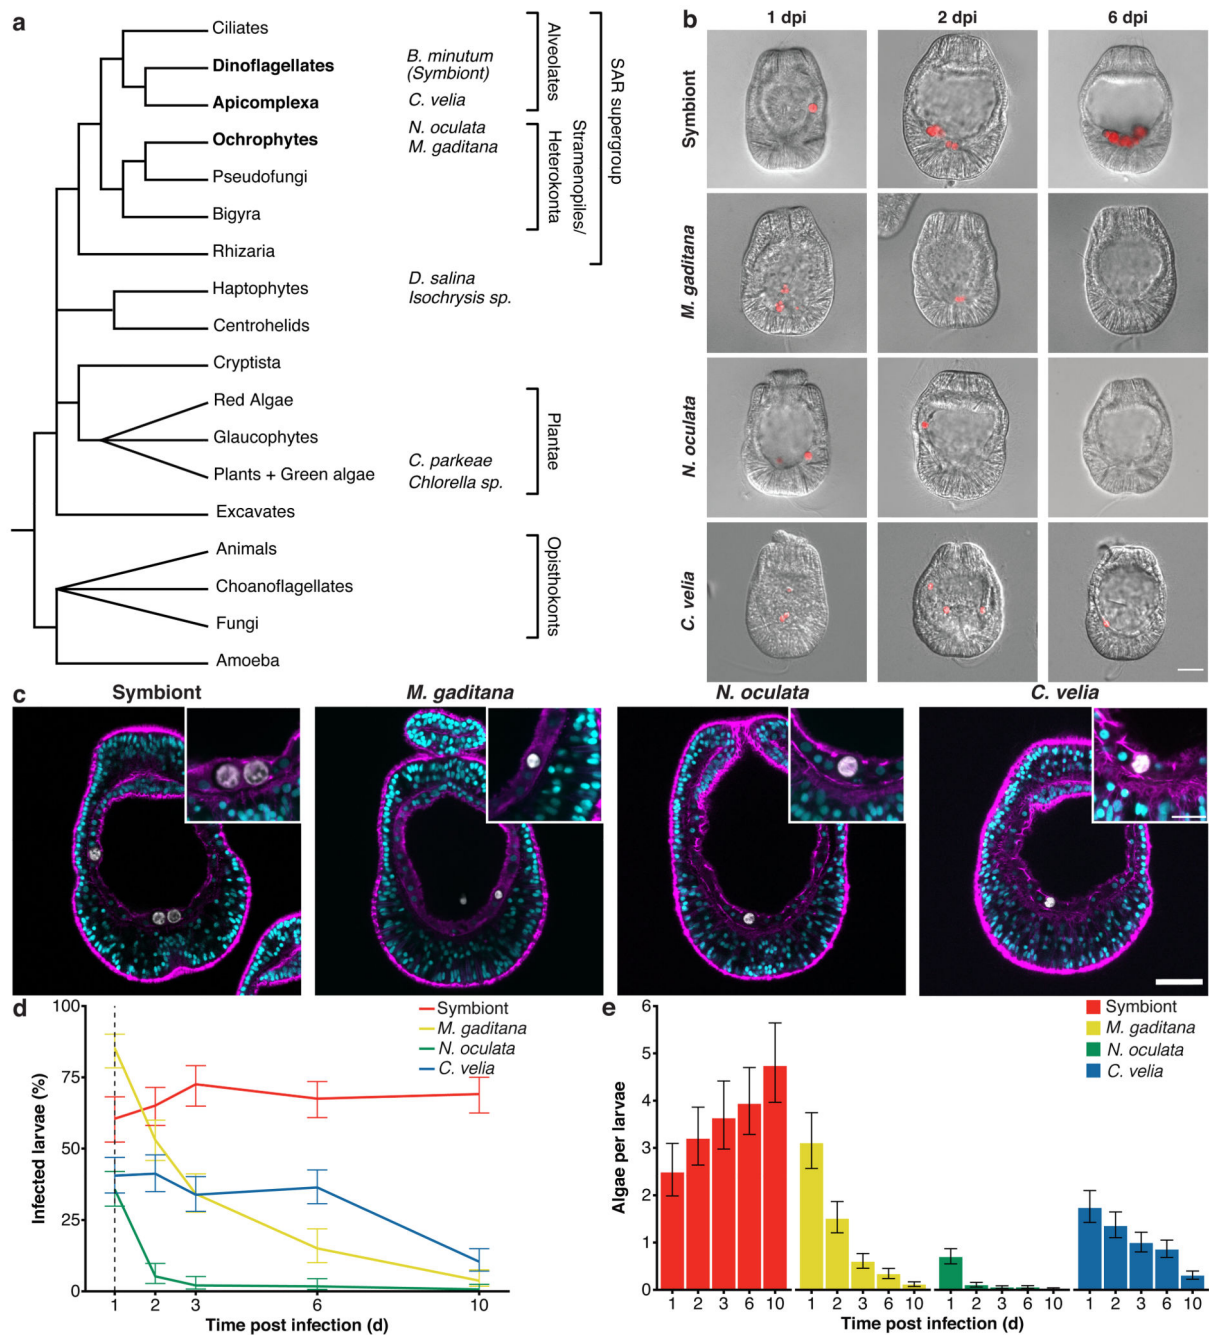 a
Ciliates
Dinoflagellates
Apicomplexa
Ochrophytes
Pseudofungi
Bigyra
Rhizaria
Haptophytes
Centrohelids
Cryptista
Red Algae
Glaucophytes
Plants + Green algae
Excavates
Animals
Choanoflagellates
Fungi
Amoeba
B. minutum
(Symbiont)
C. velia
N. oculata
M. gaditana
D. salina
Isochrysis sp.
C. parkeae
Chlorella sp.
Alveolates
Stramenopiles/
Heterokonta
SAR supergroup
Plantae
Opisthokonts
b
1 dpi
2 dpi
6 dpi
Symbiont
M. gaditana
N. oculata
C. velia
c
Symbiont
M. gaditana
N. oculata
C. velia
d
100
75
50
25
0
Infected larvae (%)
1
2
3
6
10
Time post infection (d)
Symbiont
M. gaditana
N. oculata
C. velia
e
6
5
4
3
2
1
0
Algae per larvae
1 2 3 6 10
1 2 3 6 10
1 2 3 6 10
1 2 3 6 10
Time post infection (d)
Symbiont
M. gaditana
N. oculata
C. velia